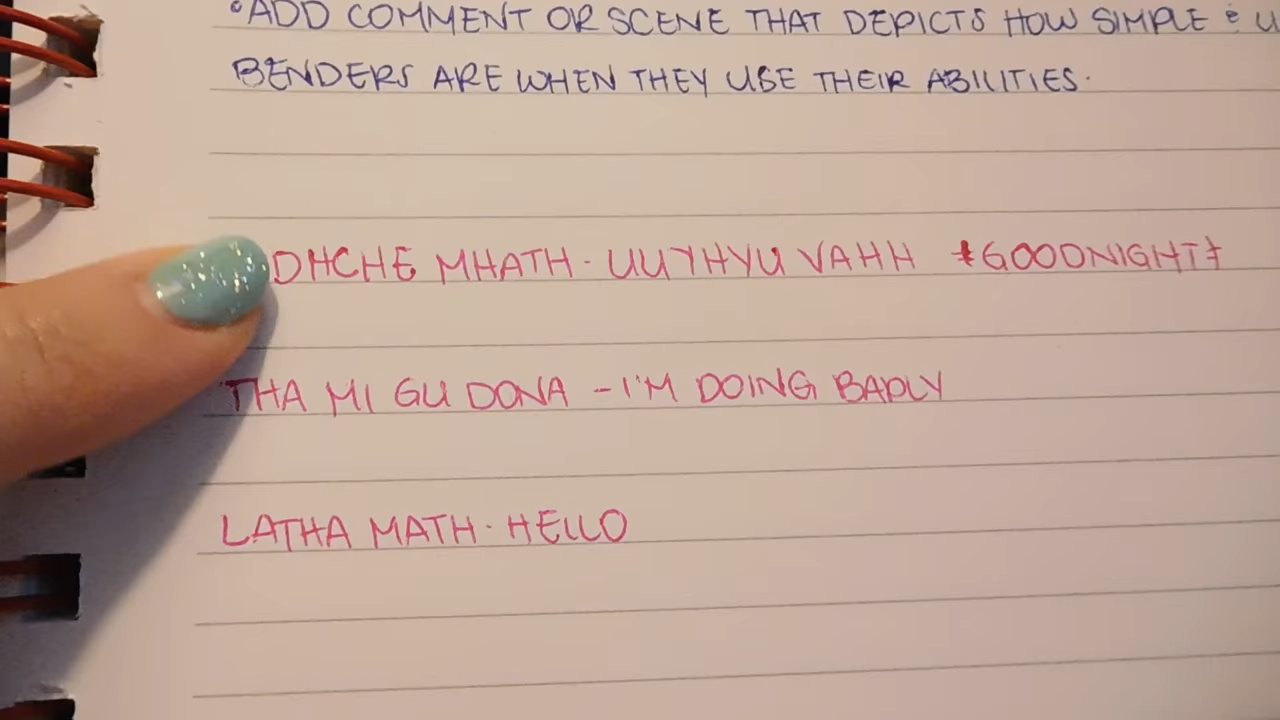 •ADD COMMENT OR SCENE THAT DEPICTS HOW SIMPLE &
BENDERS ARE WHEN THEY USE THEIR ABILITIES.
MHATH - UUYHYU VAHH *GOODNIGHT*
THA MI GU DONA - I'M DOING BADLY
LATHA MATH - HELLO